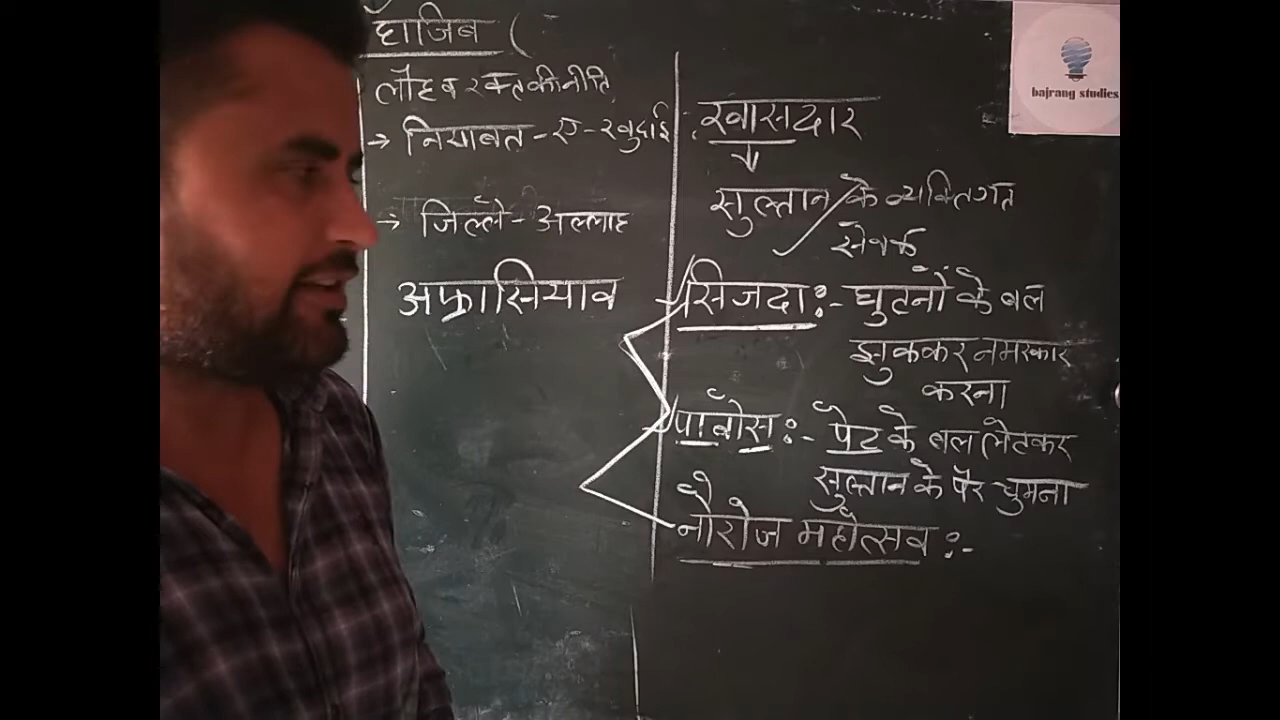 हाजिब (
लौह व रक्त की नीति
→ नियाबत-ए-खुदाई
→ जिल्ले-अल्लाह
अफ्रासियाव
खासदार
↓
सुल्तान के व्यक्तिगत
सेवक
सिजदा:- घुटनों के बल
झुककर नमस्कार
करना
पाबोस:- पेट के बल लेटकर
सुल्तान के पैर चुमना
नौरोज महोत्सव:-
bajrang studies